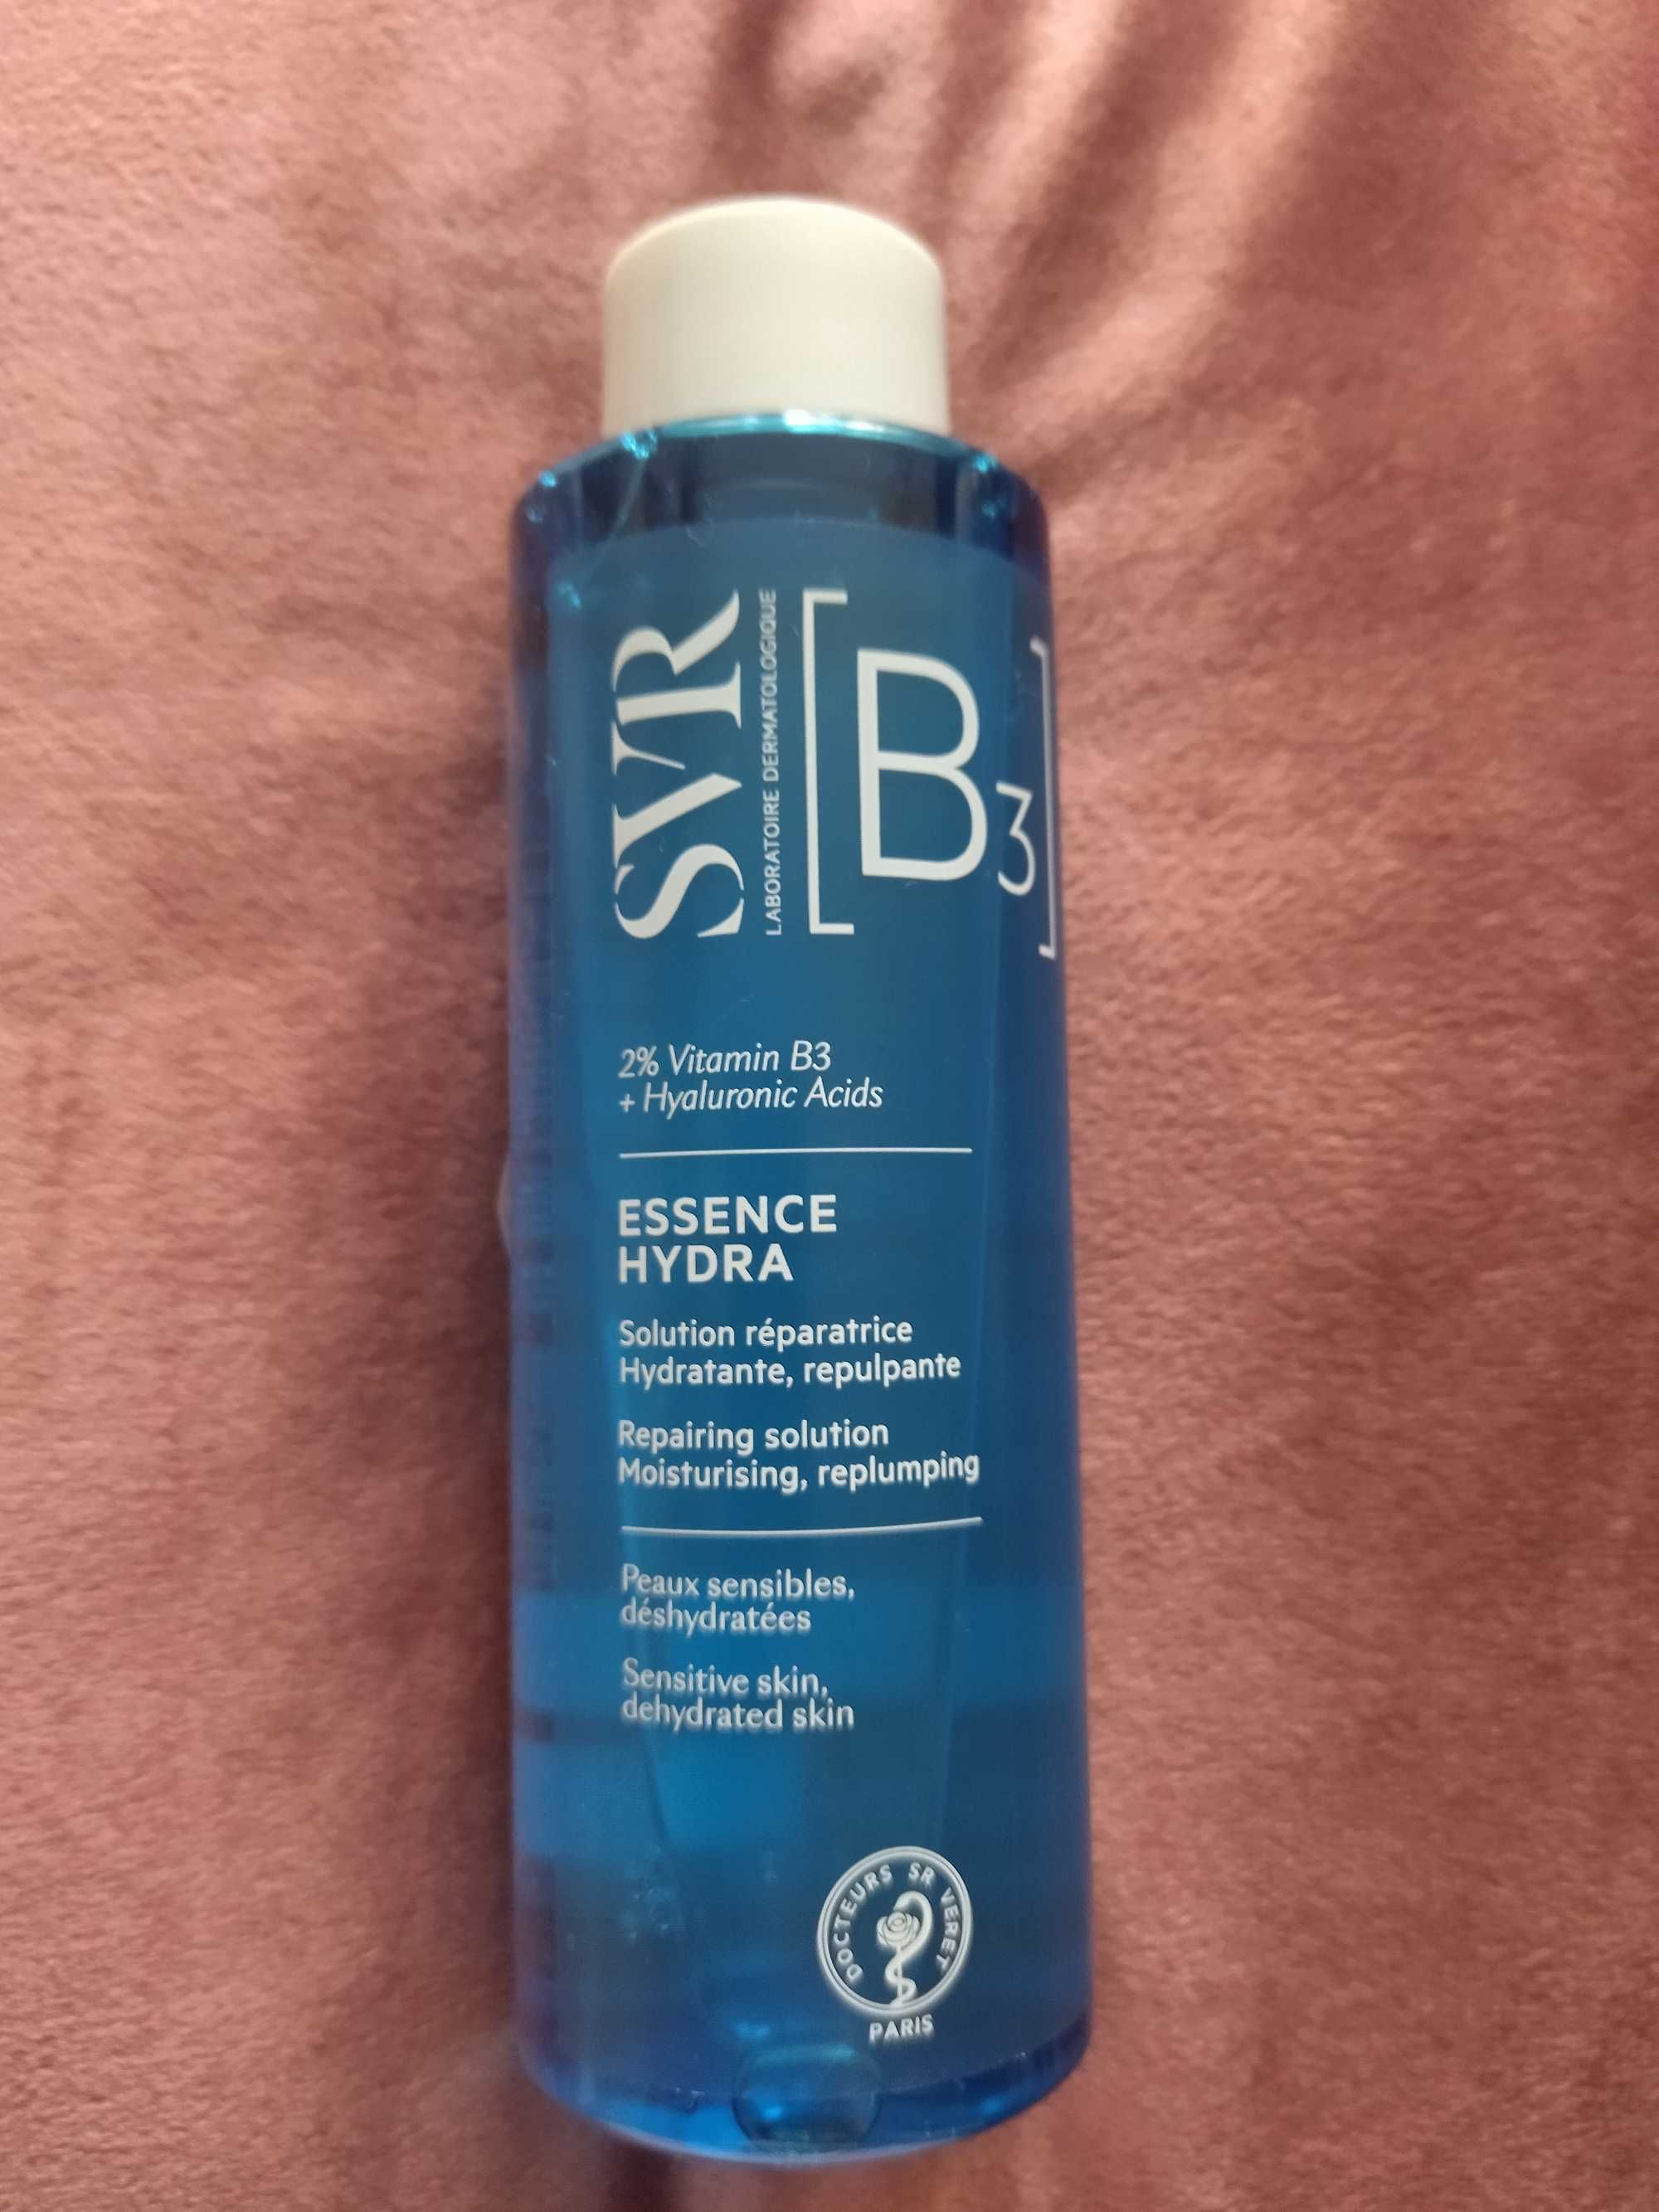 SVR
LABORATOIRE DERMATOLOGIQUE
[B3]
2% Vitamin B3
+ Hyaluronic Acids
ESSENCE
HYDRA
Solution réparatrice
Hydratante, repulpante
Repairing solution
Moisturising, replumping
Peaux sensibles,
déshydratées
Sensitive skin,
dehydrated skin
DOCTEURS SR VERET
PARIS